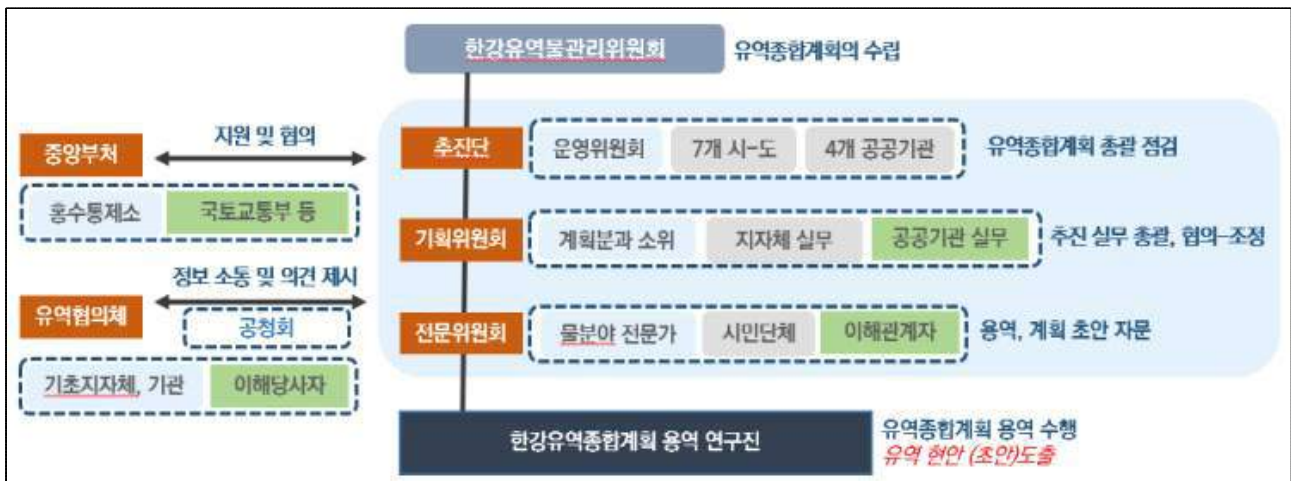 한강유역물관리위원회 유역종합계획의 수립
중앙부처 지원 및 협의
홍수통제소 국토교통부 등
추진단 운영위원회 7개 시-도 4개 공공기관 유역종합계획 총괄 점검
기획위원회 계획분과 소위 지자체 실무 공공기관 실무 추진 실무 총괄, 협의-조정
정보 소통 및 의견 제시
유역협의체 공청회
기초지자체, 기관 이해당사자
전문위원회 물분야 전문가 시민단체 이해관계자 용역, 계획 초안 자문
한강유역종합계획 용역 연구진 유역종합계획 용역 수행
유역 현안 (초안)도출